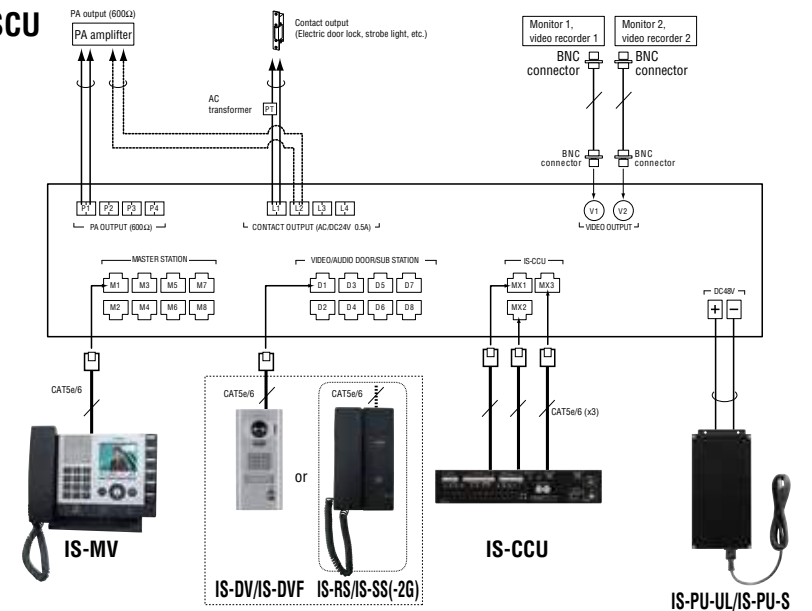 SCU
PA output (600Ω)
PA amplifter
Contact output
(Electric door lock, strobe light, etc.)
AC
transformer
PT
Monitor 1,
video recorder 1
Monitor 2,
video recorder 2
BNC
connector
BNC
connector
BNC
connector
BNC
connector
P1 P2 P3 P4
PA OUTPUT (600Ω)
L1 L2 L3 L4
CONTACT OUTPUT (AC/DC24V 0.5A)
V1 V2
VIDEO OUTPUT
MASTER STATION
M1 M3 M5 M7
M2 M4 M6 M8
VIDEO/AUDIO DOOR/SUB STATION
D1 D3 D5 D7
D2 D4 D6 D8
IS-CCU
MX1 MX3
MX2
DC48V
+ −
CAT5e/6
CAT5e/6
CAT5e/6
CAT5e/6 (x3)
or
IS-MV
IS-DV/IS-DVF
IS-RS/IS-SS(-2G)
IS-CCU
IS-PU-UL/IS-PU-S